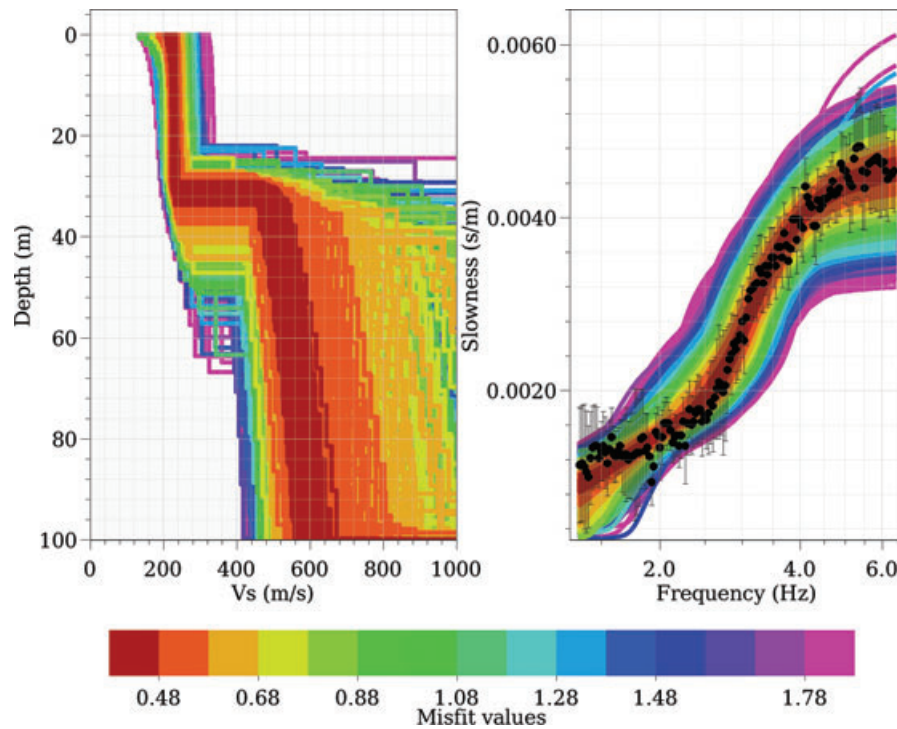 0
20
40
60
80
100
Depth (m)
0 200 400 600 800 1000
Vs (m/s)
0.0060
0.0040
0.0020
Slowness (s/m)
2.0 4.0 6.0
Frequency (Hz)
0.48 0.68 0.88 1.08 1.28 1.48 1.78
Misfit values